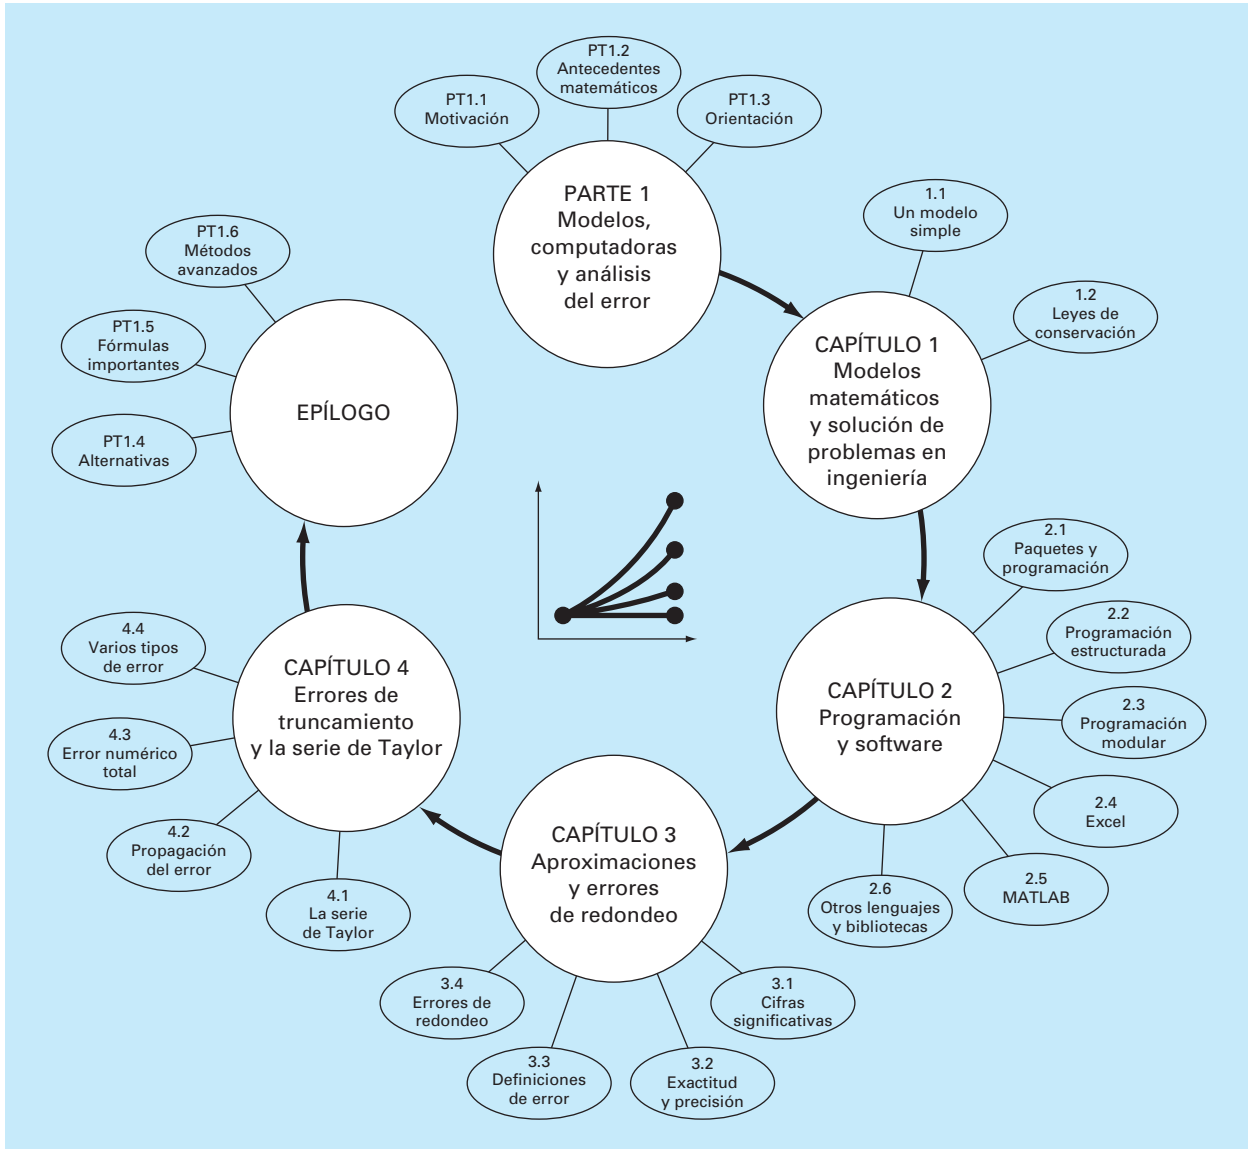 PT1.1
Motivación
PT1.2
Antecedentes
matemáticos
PT1.3
Orientación
PARTE 1
Modelos,
computadoras
y análisis
del error
1.1
Un modelo
simple
1.2
Leyes de
conservación
CAPÍTULO 1
Modelos
matemáticos
y solución de
problemas en
ingeniería
2.1
Paquetes y
programación
2.2
Programación
estructurada
2.3
Programación
modular
2.4
Excel
2.5
MATLAB
2.6
Otros lenguajes
y bibliotecas
CAPÍTULO 2
Programación
y software
CAPÍTULO 3
Aproximaciones
y errores
de redondeo
3.1
Cifras
significativas
3.2
Exactitud
y precisión
3.3
Definiciones
de error
3.4
Errores de
redondeo
CAPÍTULO 4
Errores de
truncamiento
y la serie de Taylor
4.1
La serie
de Taylor
4.2
Propagación
del error
4.3
Error numérico
total
4.4
Varios tipos
de error
EPÍLOGO
PT1.4
Alternativas
PT1.5
Fórmulas
importantes
PT1.6
Métodos
avanzados